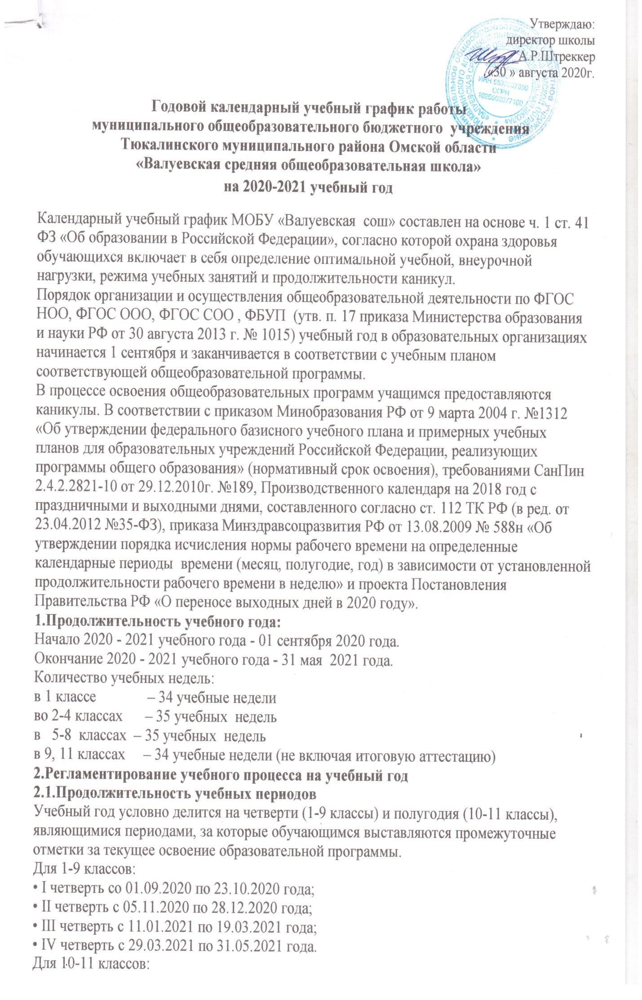 Утверждаю:
директор школы
А.Р.Штреккер
«30 » августа 2020г.
ИНН 5537007850
ОГРН
1025502077160
Годовой календарный учебный график работы
муниципального общеобразовательного бюджетного учреждения
Тюкалинского муниципального района Омской области
«Валуевская средняя общеобразовательная школа»
на 2020-2021 учебный год
Календарный учебный график МОБУ «Валуевская сош» составлен на основе ч. 1 ст. 41
ФЗ «Об образовании в Российской Федерации», согласно которой охрана здоровья
обучающихся включает в себя определение оптимальной учебной, внеурочной
нагрузки, режима учебных занятий и продолжительности каникул.
Порядок организации и осуществления общеобразовательной деятельности по ФГОС
НОО, ФГОС ООО, ФГОС СОО , ФБУП (утв. п. 17 приказа Министерства образования
и науки РФ от 30 августа 2013 г. № 1015) учебный год в образовательных организациях
начинается 1 сентября и заканчивается в соответствии с учебным планом
соответствующей общеобразовательной программы.
В процессе освоения общеобразовательных программ учащимся предоставляются
каникулы. В соответствии с приказом Минобразования РФ от 9 марта 2004 г. №1312
«Об утверждении федерального базисного учебного плана и примерных учебных
планов для образовательных учреждений Российской Федерации, реализующих
программы общего образования» (нормативный срок освоения), требованиями СанПин
2.4.2.2821-10 от 29.12.2010г. №189, Производственного календаря на 2018 год с
праздничными и выходными днями, составленного согласно ст. 112 ТК РФ (в ред. от
23.04.2012 №35-ФЗ), приказа Минздравсоцразвития РФ от 13.08.2009 № 588н «Об
утверждении порядка исчисления нормы рабочего времени на определенные
календарные периоды времени (месяц, полугодие, год) в зависимости от установленной
продолжительности рабочего времени в неделю» и проекта Постановления
Правительства РФ «О переносе выходных дней в 2020 году».
1.Продолжительность учебного года:
Начало 2020 - 2021 учебного года - 01 сентября 2020 года.
Окончание 2020 - 2021 учебного года - 31 мая 2021 года.
Количество учебных недель:
в 1 классе – 34 учебные недели
во 2-4 классах – 35 учебных недель
в 5-8 классах – 35 учебных недель
в 9, 11 классах – 34 учебные недели (не включая итоговую аттестацию)
2.Регламентирование учебного процесса на учебный год
2.1.Продолжительность учебных периодов
Учебный год условно делится на четверти (1-9 классы) и полугодия (10-11 классы),
являющимися периодами, за которые обучающимся выставляются промежуточные
отметки за текущее освоение образовательной программы.
Для 1-9 классов:
• I четверть со 01.09.2020 по 23.10.2020 года;
• II четверть с 05.11.2020 по 28.12.2020 года;
• III четверть с 11.01.2021 по 19.03.2021 года;
• IV четверть с 29.03.2021 по 31.05.2021 года.
Для 10-11 классов: